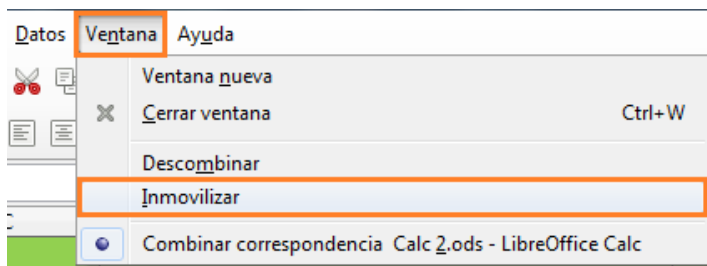 Datos Ventana Ayuda
Ventana nueva
Cerrar ventana Ctrl+W
Descombinar
Inmovilizar
Combinar correspondencia Calc 2.ods - LibreOffice Calc